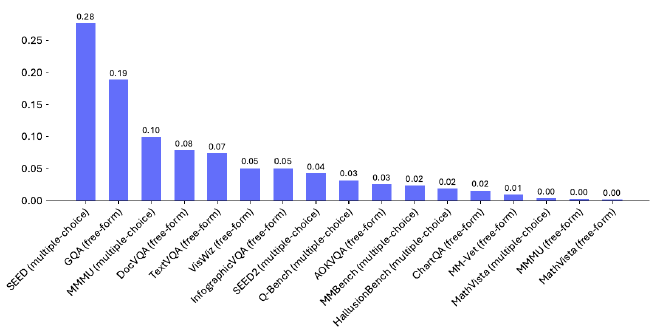 0.25
0.20
0.15
0.10
0.05
0.00
0.28
0.19
0.10
0.08
0.07
0.05
0.05
0.04
0.03
0.03
0.02
0.02
0.02
0.01
0.00
0.00
0.00
SEED (multiple-choice)
GQA (free-form)
MMMU (multiple-choice)
DocVQA (free-form)
TextVQA (free-form)
VisWiz (free-form)
InfographicVQA (free-form)
SEED2 (multiple-choice)
Q-Bench (multiple-choice)
AOKVQA (free-form)
MMBench (multiple-choice)
HallusionBench (multiple-choice)
ChartQA (free-form)
MM-Vet (free-form)
MathVista (multiple-choice)
MMMU (free-form)
MathVista (free-form)